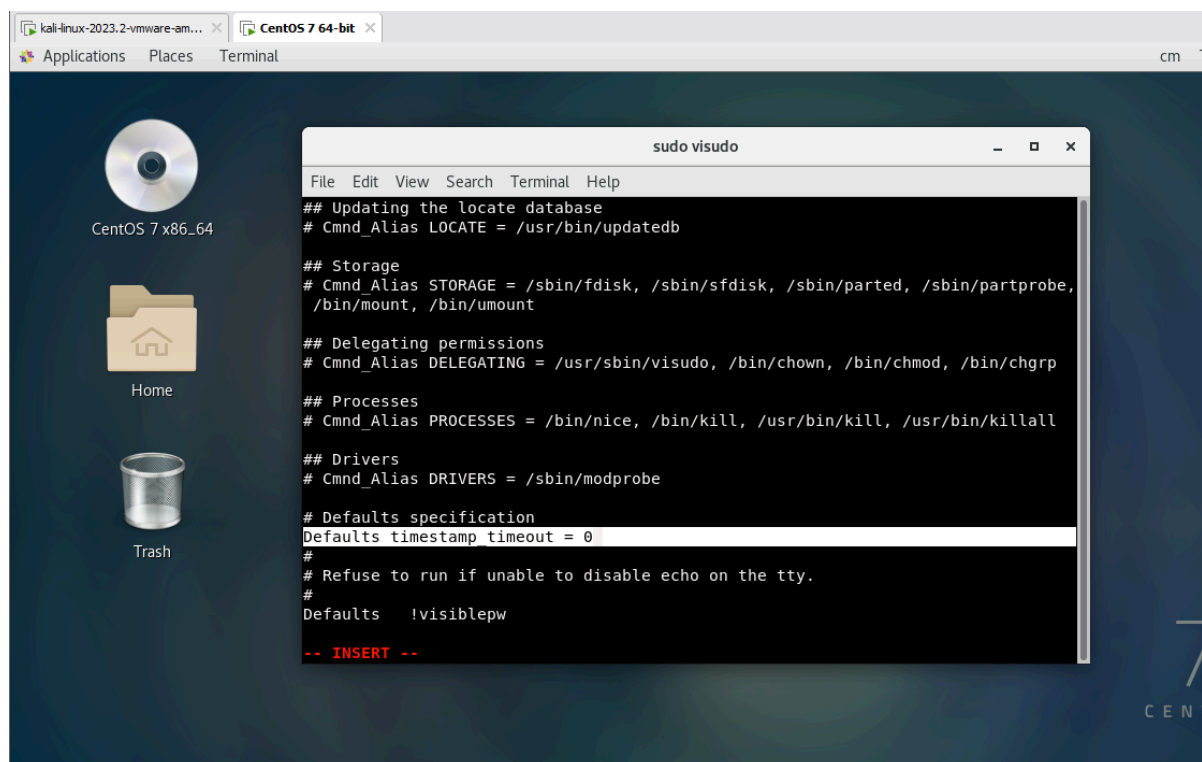 kali-linux-2023.2-vmware-am...
CentOS 7 64-bit
Applications Places Terminal
cm
CentOS 7 x86_64
Home
Trash
sudo visudo
File Edit View Search Terminal Help
## Updating the locate database
# Cmnd_Alias LOCATE = /usr/bin/updatedb
## Storage
# Cmnd_Alias STORAGE = /sbin/fdisk, /sbin/sfdisk, /sbin/parted, /sbin/partprobe,
/bin/mount, /bin/umount
## Delegating permissions
# Cmnd_Alias DELEGATING = /usr/sbin/visudo, /bin/chown, /bin/chmod, /bin/chgrp
## Processes
# Cmnd_Alias PROCESSES = /bin/nice, /bin/kill, /usr/bin/kill, /usr/bin/killall
## Drivers
# Cmnd_Alias DRIVERS = /sbin/modprobe
# Defaults specification
Defaults timestamp_timeout = 0
#
# Refuse to run if unable to disable echo on the tty.
#
Defaults !visiblepw
-- INSERT --
7
CEN